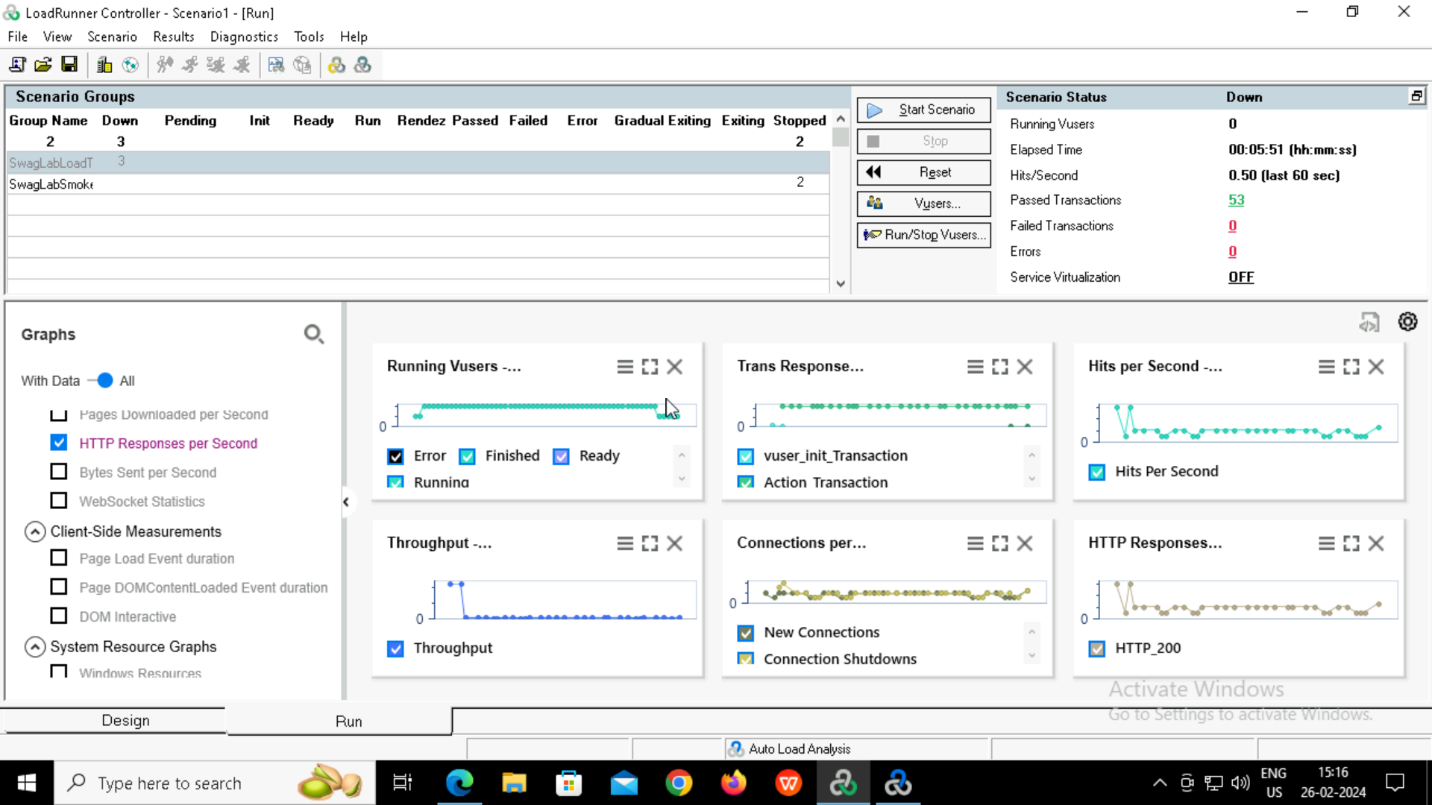 LoadRunner Controller - Scenario1 - [Run]
File View Scenario Results Diagnostics Tools Help
Scenario Groups
Group Name Down Pending Init Ready Run Rendez Passed Failed Error Gradual Exiting Exiting Stopped
2 3 2
SwagLabLoadT 3
SwagLabSmoke 2
Start Scenario
Stop
Reset
Vusers...
Run/Stop Vusers...
Scenario Status Down
Running Vusers 0
Elapsed Time 00:05:51 (hh:mm:ss)
Hits/Second 0.50 (last 60 sec)
Passed Transactions 53
Failed Transactions 0
Errors 0
Service Virtualization OFF
Graphs
With Data All
Pages Downloaded per Second
HTTP Responses per Second
Bytes Sent per Second
WebSocket Statistics
Client-Side Measurements
Page Load Event duration
Page DOMContentLoaded Event duration
DOM Interactive
System Resource Graphs
Windows Resources
Running Vusers -...
0
Error Finished Ready
Running
Trans Response...
0
vuser_init_Transaction
Action_Transaction
Hits per Second -...
0
Hits Per Second
Throughput -...
0
Throughput
Connections per...
0
New Connections
Connection Shutdowns
HTTP Responses...
0
HTTP_200
Activate Windows
Go to Settings to activate Windows.
Design Run
Auto Load Analysis
Type here to search
ENG
US
15:16
26-02-2024